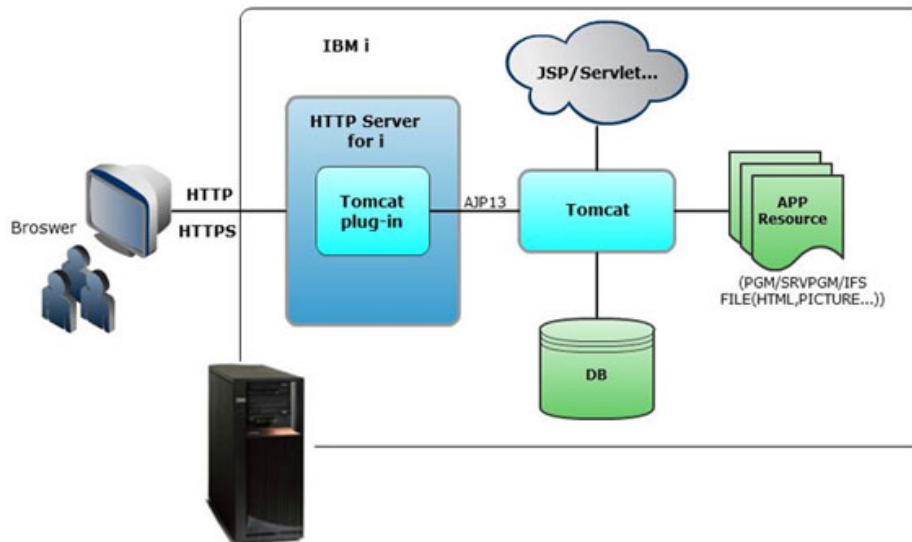 IBM i
JSP/Servlet...
HTTP Server
for i
Tomcat
plug-in
HTTP
HTTPS
Broswer
AJP13
Tomcat
APP
Resource
(PGM/SRVPGM/IFS
FILE(HTML,PICTURE...))
DB